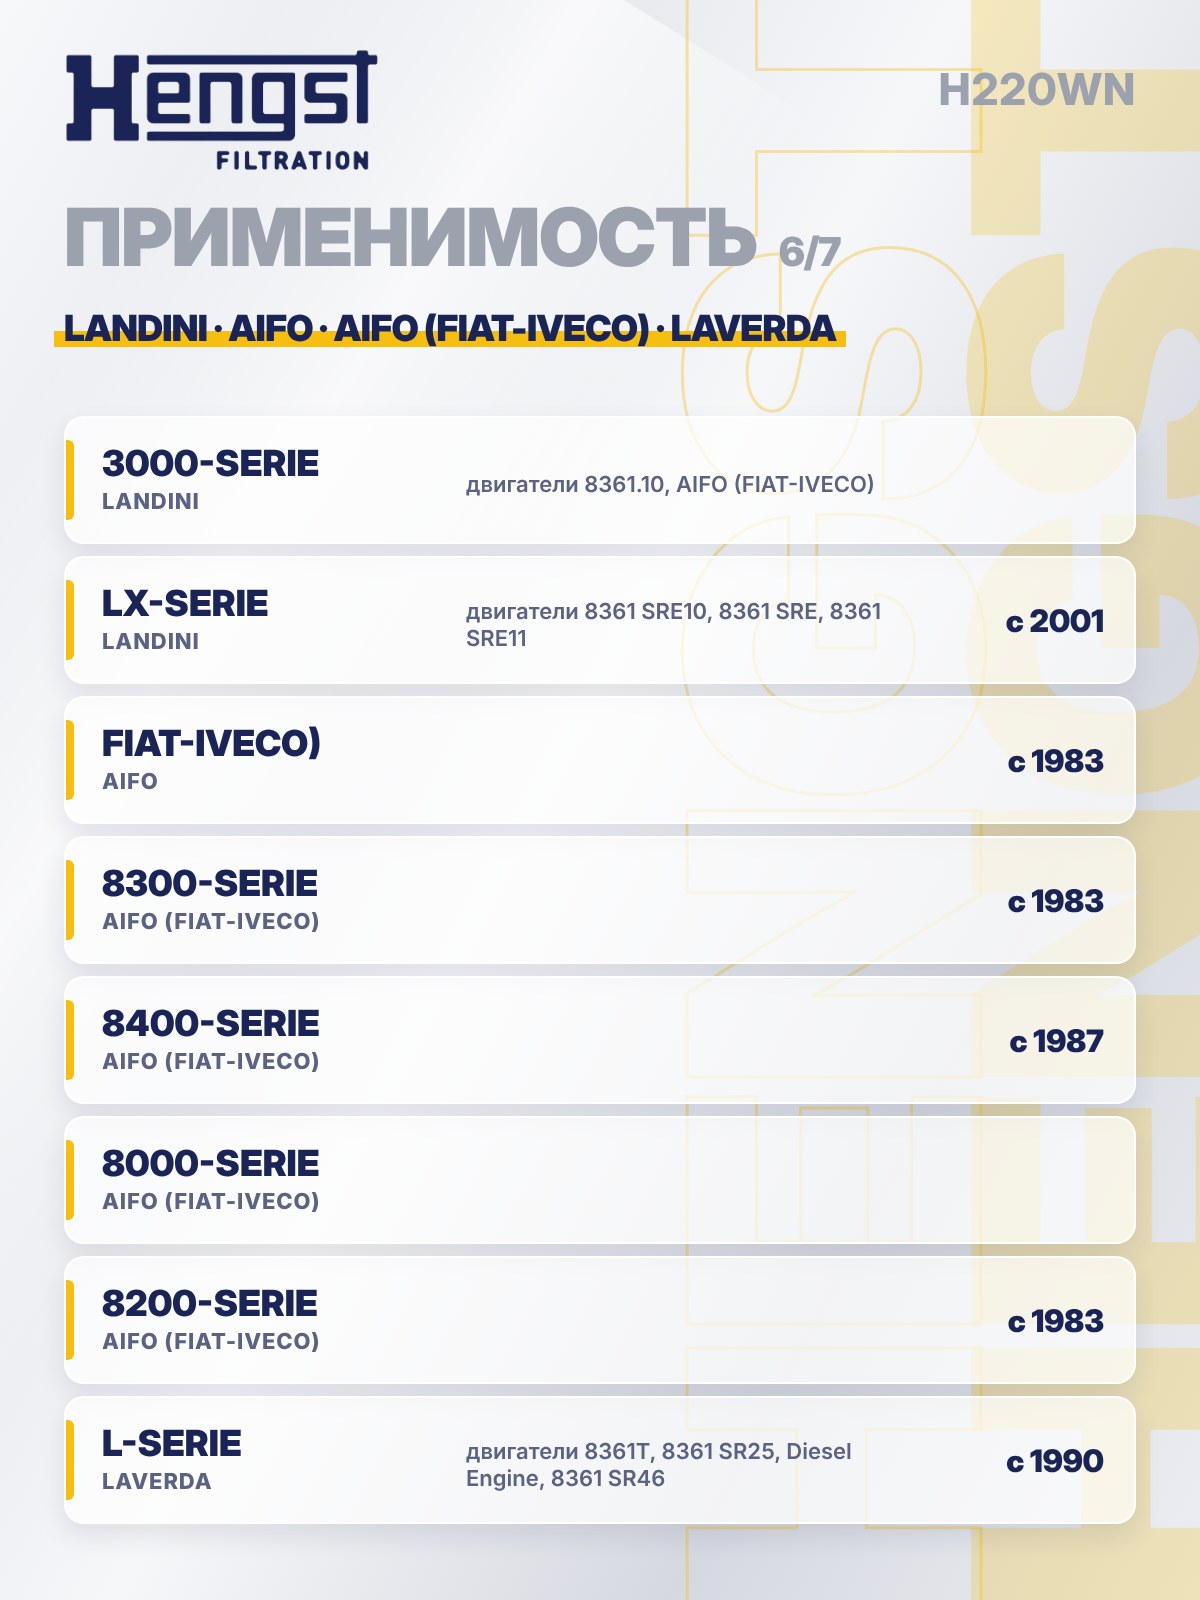 Hengst
FILTRATION
H220WN
ПРИМЕНИМОСТЬ 6/7
LANDINI · AIFO · AIFO (FIAT-IVECO) · LAVERDA
3000-SERIE
LANDINI
двигатели 8361.10, AIFO (FIAT-IVECO)
LX-SERIE
LANDINI
двигатели 8361 SRE10, 8361 SRE, 8361
SRE11
с 2001
FIAT-IVECO)
AIFO
с 1983
8300-SERIE
AIFO (FIAT-IVECO)
с 1983
8400-SERIE
AIFO (FIAT-IVECO)
с 1987
8000-SERIE
AIFO (FIAT-IVECO)
8200-SERIE
AIFO (FIAT-IVECO)
с 1983
L-SERIE
LAVERDA
двигатели 8361T, 8361 SR25, Diesel
Engine, 8361 SR46
с 1990
HENGST
HENGST